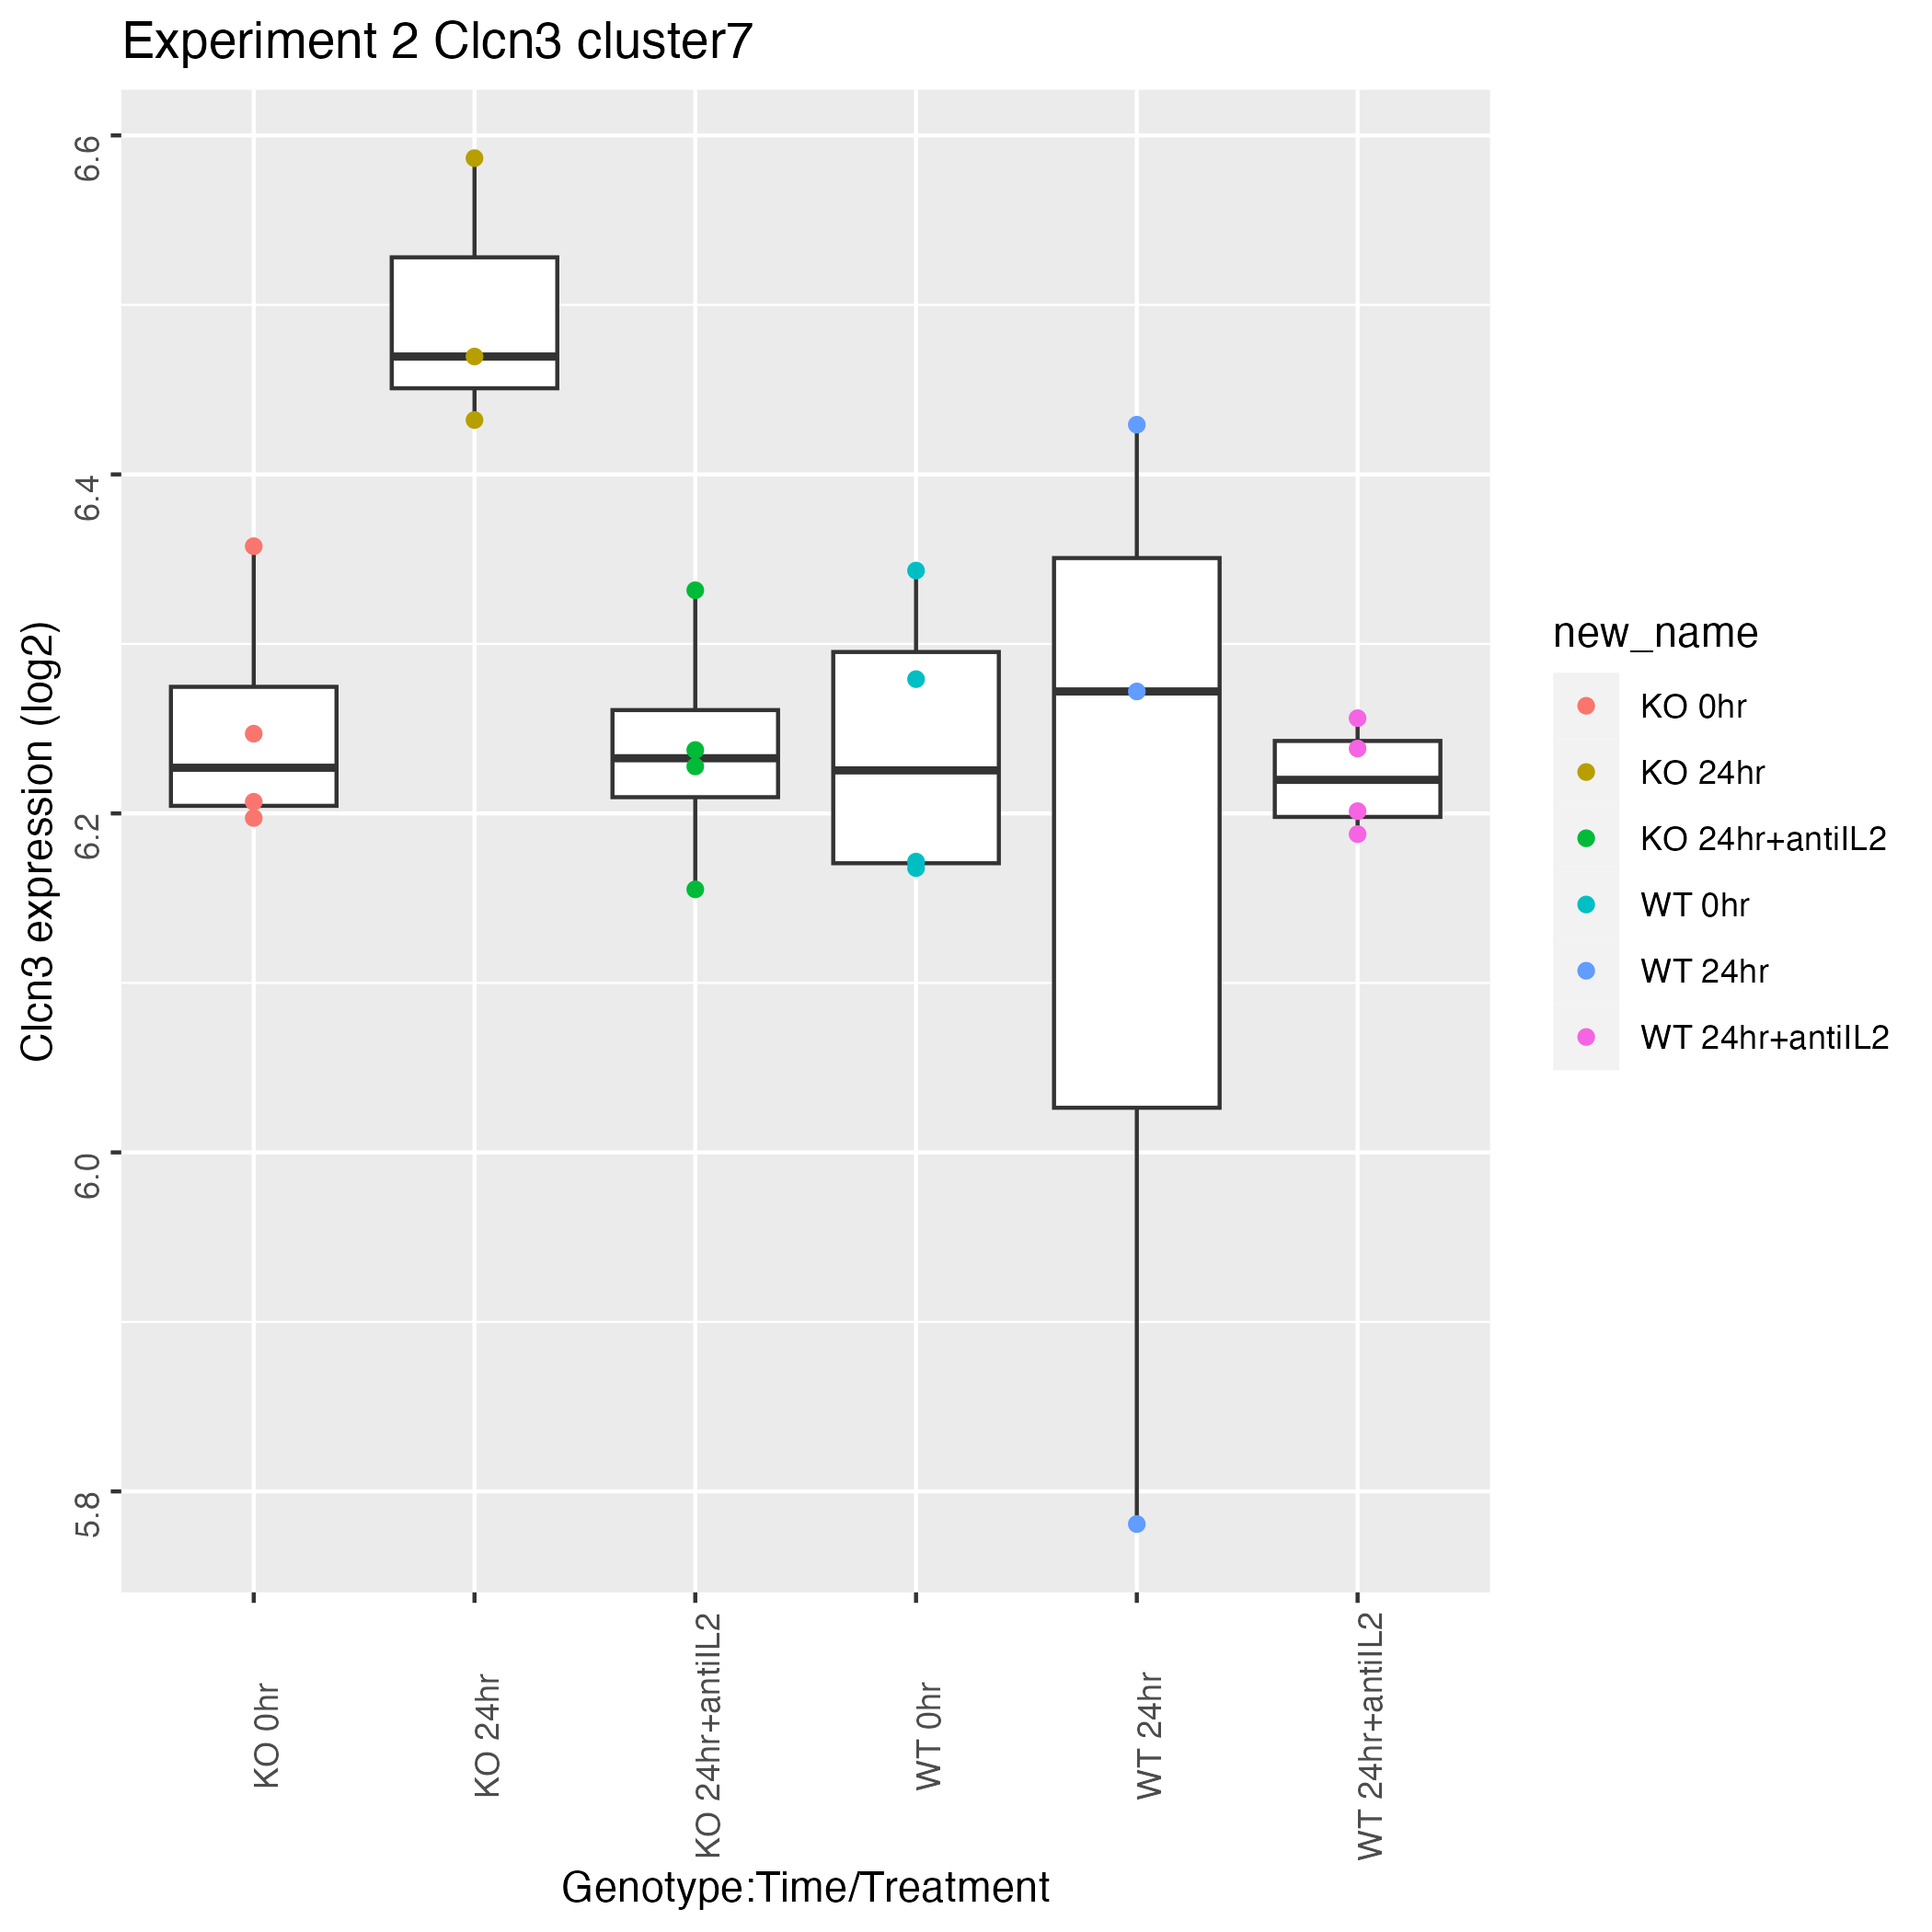 Experiment 2 Clcn3 cluster7
6.6
6.4
6.2
6.0
5.8
Clcn3 expression (log2)
KO 0hr
KO 24hr
KO 24hr+antiIL2
WT 0hr
WT 24hr
WT 24hr+antiIL2
Genotype:Time/Treatment
new_name
KO 0hr
KO 24hr
KO 24hr+antiIL2
WT 0hr
WT 24hr
WT 24hr+antiIL2